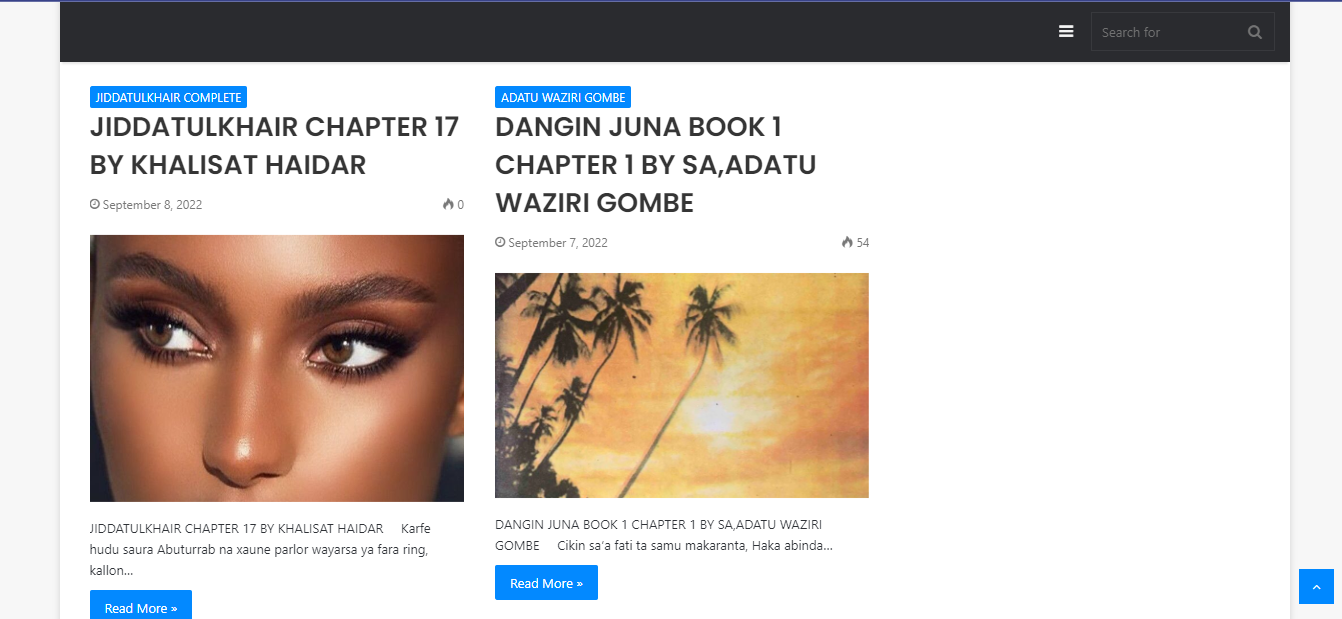 Search for
JIDDATULKHAIR COMPLETE
JIDDATULKHAIR CHAPTER 17
BY KHALISAT HAIDAR
September 8, 2022
0
JIDDATULKHAIR CHAPTER 17 BY KHALISAT HAIDAR Karfe
hudu saura Abuturrab na xaune parlor wayarsa ya fara ring,
kallon...
Read More »
ADATU WAZIRI GOMBE
DANGIN JUNA BOOK 1
CHAPTER 1 BY SA,ADATU
WAZIRI GOMBE
September 7, 2022
54
DANGIN JUNA BOOK 1 CHAPTER 1 BY SA,ADATU WAZIRI
GOMBE Cikin sa'a fati ta samu makaranta, Haka abinda...
Read More »